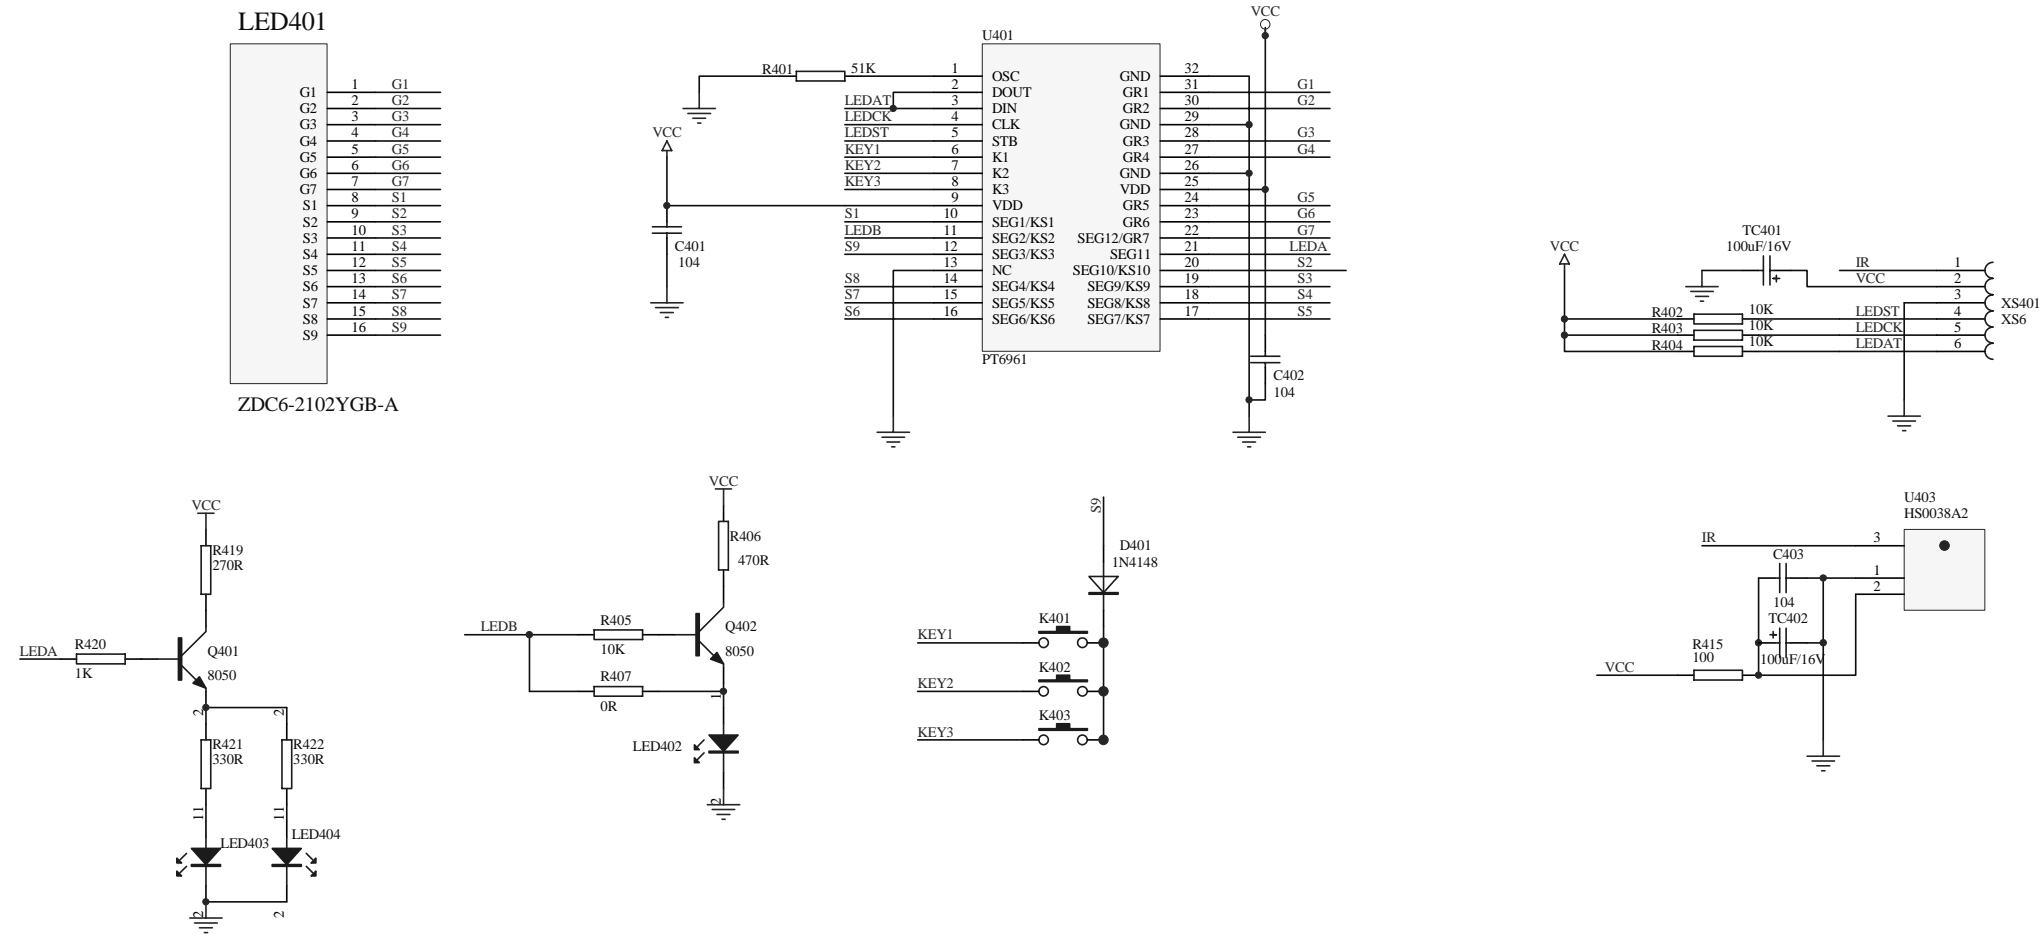 LED401
G1 1 G1
G2 2 G2
G3 3 G3
G4 4 G4
G5 5 G5
G6 6 G6
G7 7 G7
S1 8 S1
S2 9 S2
S3 10 S3
S4 11 S4
S5 12 S5
S6 13 S6
S7 14 S7
S8 15 S8
S9 16 S9
ZDC6-2102YGB-A
VCC
U401
R401 51K 1 OSC GND 32
2 DOUT GR1 31 G1
LEDAT 3 DIN GR2 30 G2
LEDCK 4 CLK GND 29
LEDST 5 STB GR3 28 G3
KEY1 6 K1 GR4 27 G4
KEY2 7 K2 GND 26
KEY3 8 K3 VDD 25
9 VDD GR5 24 G5
S1 10 SEG1/KS1 GR6 23 G6
LEDB 11 SEG2/KS2 SEG12/GR7 22 G7
S9 12 SEG3/KS3 SEG11 21 LEDA
13 NC SEG10/KS10 20 S2
S8 14 SEG4/KS4 SEG9/KS9 19 S3
S7 15 SEG5/KS5 SEG8/KS8 18 S4
S6 16 SEG6/KS6 SEG7/KS7 17 S5
PT6961
VCC
C401
104
C402
104
TC401
100uF/16V
+
VCC
IR 1
VCC 2
3
R402 10K LEDST 4
R403 10K LEDCK 5
R404 10K LEDAT 6
XS401
XS6
VCC
R419
270R
LEDA
R420
1K
Q401
8050
2 2
R421
330R
R422
330R
11 11
LED403
LED404
2 2
VCC
R406
470R
LEDB
R405
10K
Q402
8050
R407
0R
1
LED402
2
S9
D401
1N4148
K401
KEY1
K402
KEY2
K403
KEY3
U403
HS0038A2
IR 3
C403
1
104
2
TC402
+
100uF/16V
R415
100
VCC